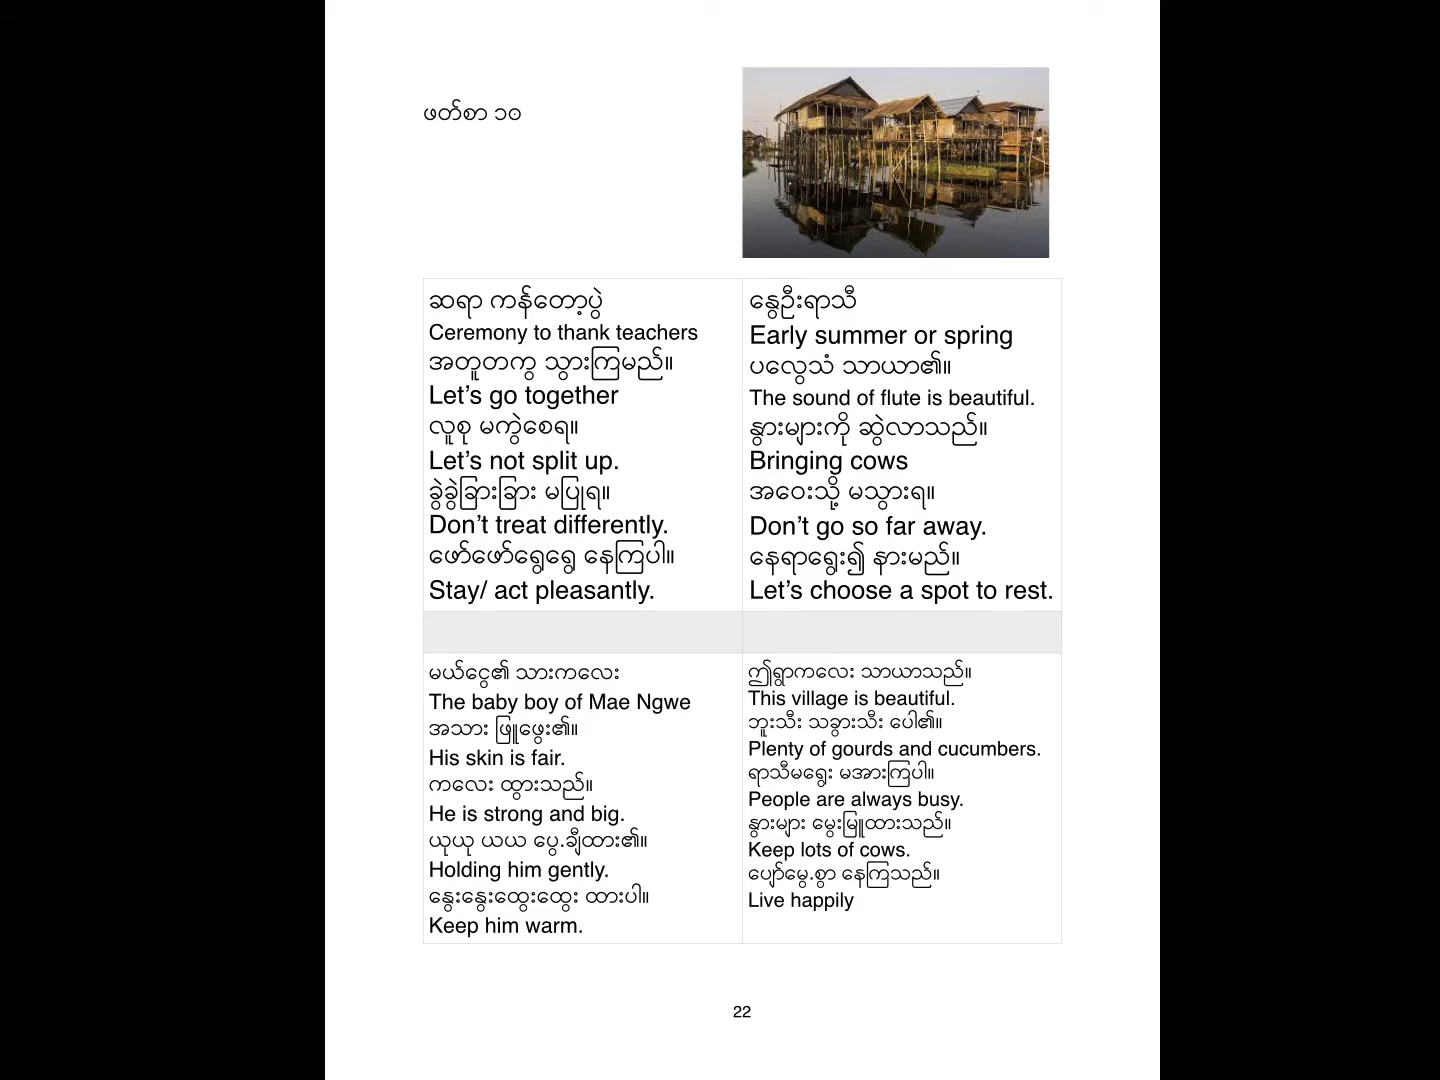 ဖတ်စာ ၁၀
ဆရာ ကန်တော့ပွဲ
Ceremony to thank teachers
အတူတကွ သွားကြမည်။
Let’s go together
လူစု မကွဲစေရ။
Let’s not split up.
ခွဲခွဲခြားခြား မပြုရ။
Don’t treat differently.
ဖော်ဖော်ရွေရွေ နေကြပါ။
Stay/ act pleasantly.
နွေဦးရာသီ
Early summer or spring
ပလွေသံ သာယာ၏။
The sound of flute is beautiful.
နွားများကို ဆွဲလာသည်။
Bringing cows
အဝေးသို့ မသွားရ။
Don’t go so far away.
နေရာရွေး၍ နားမည်။
Let’s choose a spot to rest.
မယ်ငွေ၏ သားကလေး
The baby boy of Mae Ngwe
အသား ဖြူဖွေး၏။
His skin is fair.
ကလေး ထွားသည်။
He is strong and big.
ယုယု ယယ ပွေ.ချီထား၏။
Holding him gently.
နွေးနွေးထွေးထွေး ထားပါ။
Keep him warm.
ဤရွာကလေး သာယာသည်။
This village is beautiful.
ဘူးသီး သခွားသီး ပေါ၏။
Plenty of gourds and cucumbers.
ရာသီမရွေး မအားကြပါ။
People are always busy.
နွားများ မွေးမြူထားသည်။
Keep lots of cows.
ပျော်မွေ.စွာ နေကြသည်။
Live happily
22